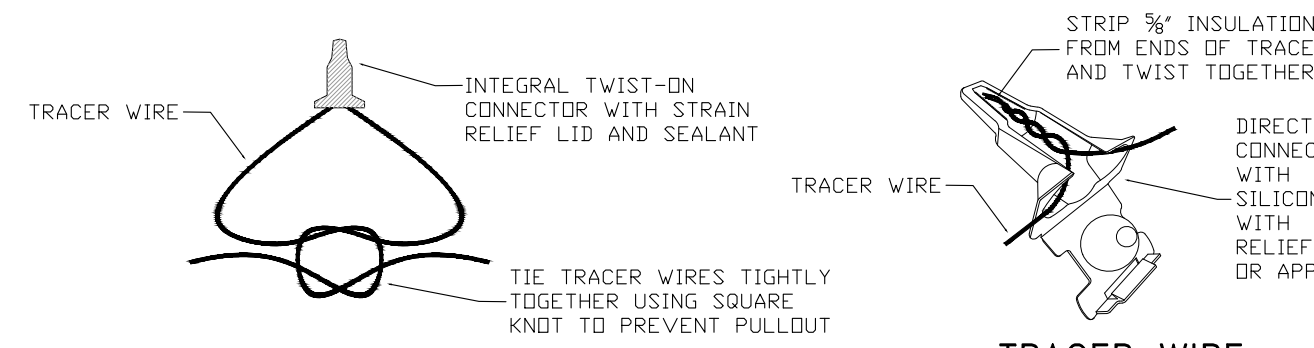 STRIP ⅝" INSULATION
FROM ENDS OF TRACE
AND TWIST TOGETHER
INTEGRAL TWIST-ON
CONNECTOR WITH STRAIN
RELIEF LID AND SEALANT
TRACER WIRE
DIRECT
CONNEC
WITH
SILICON
WITH
RELIEF
OR APP
TRACER WIRE
TIE TRACER WIRES TIGHTLY
TOGETHER USING SQUARE
KNOT TO PREVENT PULLOUT
TRACER WIRE